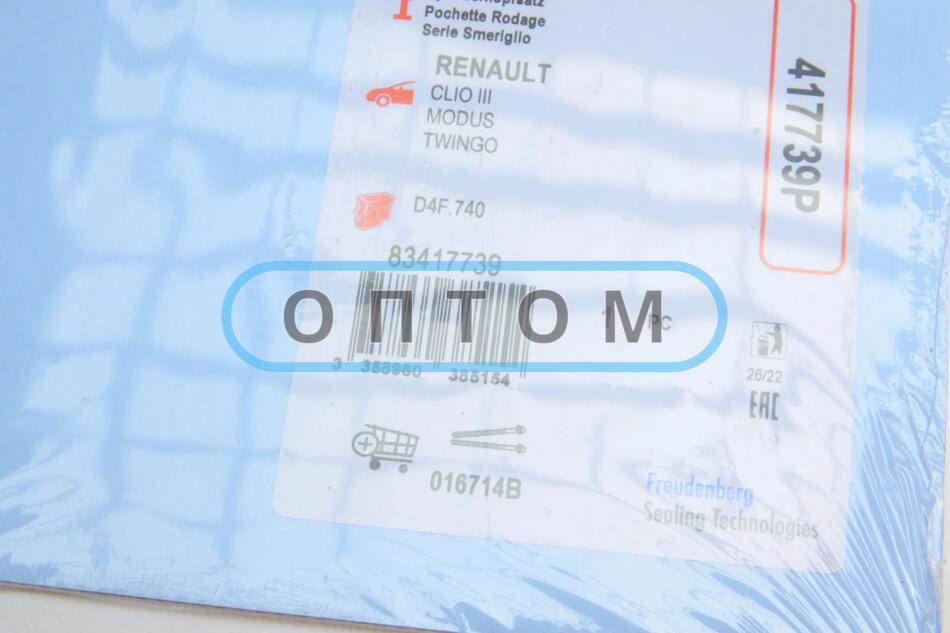 Pochette Rodage
Serie Smeriglio
RENAULT
CLIO III
MODUS
TWINGO
417739P
D4F.740
83417739
ОПТОМ
1 PC
3 358960 385154
26/22
EAC
016714B
Freudenberg
Sealing Technologies